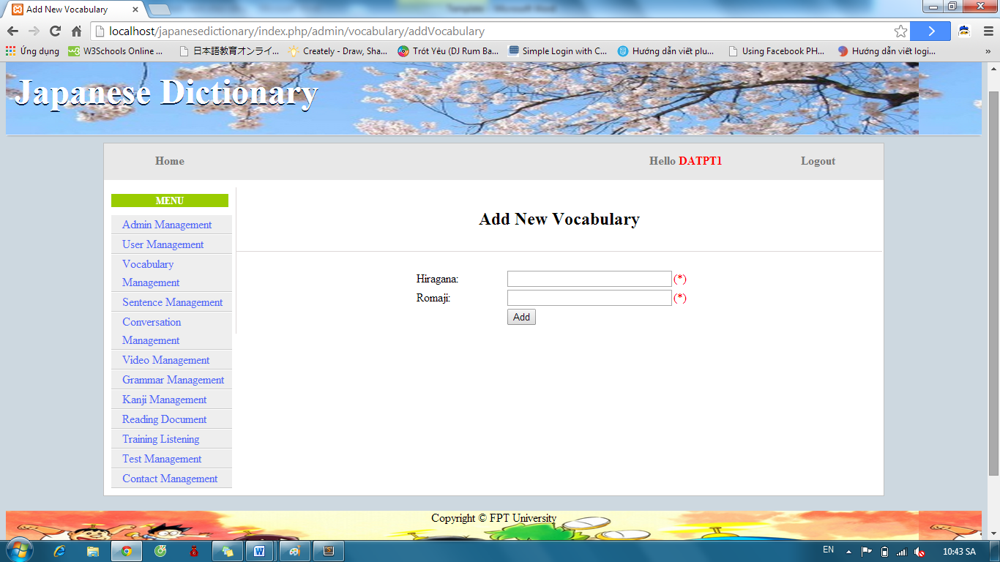 Add New Vocabulary
localhost/japanesedictionary/index.php/admin/vocabulary/addVocabulary
Ứng dụng W3Schools Online ... 日本語教育オンライ... Creately - Draw, Sha... Trót Yêu (DJ Rum Ba... Simple Login with C... Hướng dẫn viết plu... Using Facebook PH... Hướng dẫn viết logi... »
Japanese Dictionary
Home Hello DATPT1 Logout
MENU
Admin Management
User Management
Vocabulary
Management
Sentence Management
Conversation
Management
Video Management
Grammar Management
Kanji Management
Reading Document
Training Listening
Test Management
Contact Management
Add New Vocabulary
Hiragana: (*)
Romaji: (*)
Add
Copyright © FPT University
EN 10:43 SA